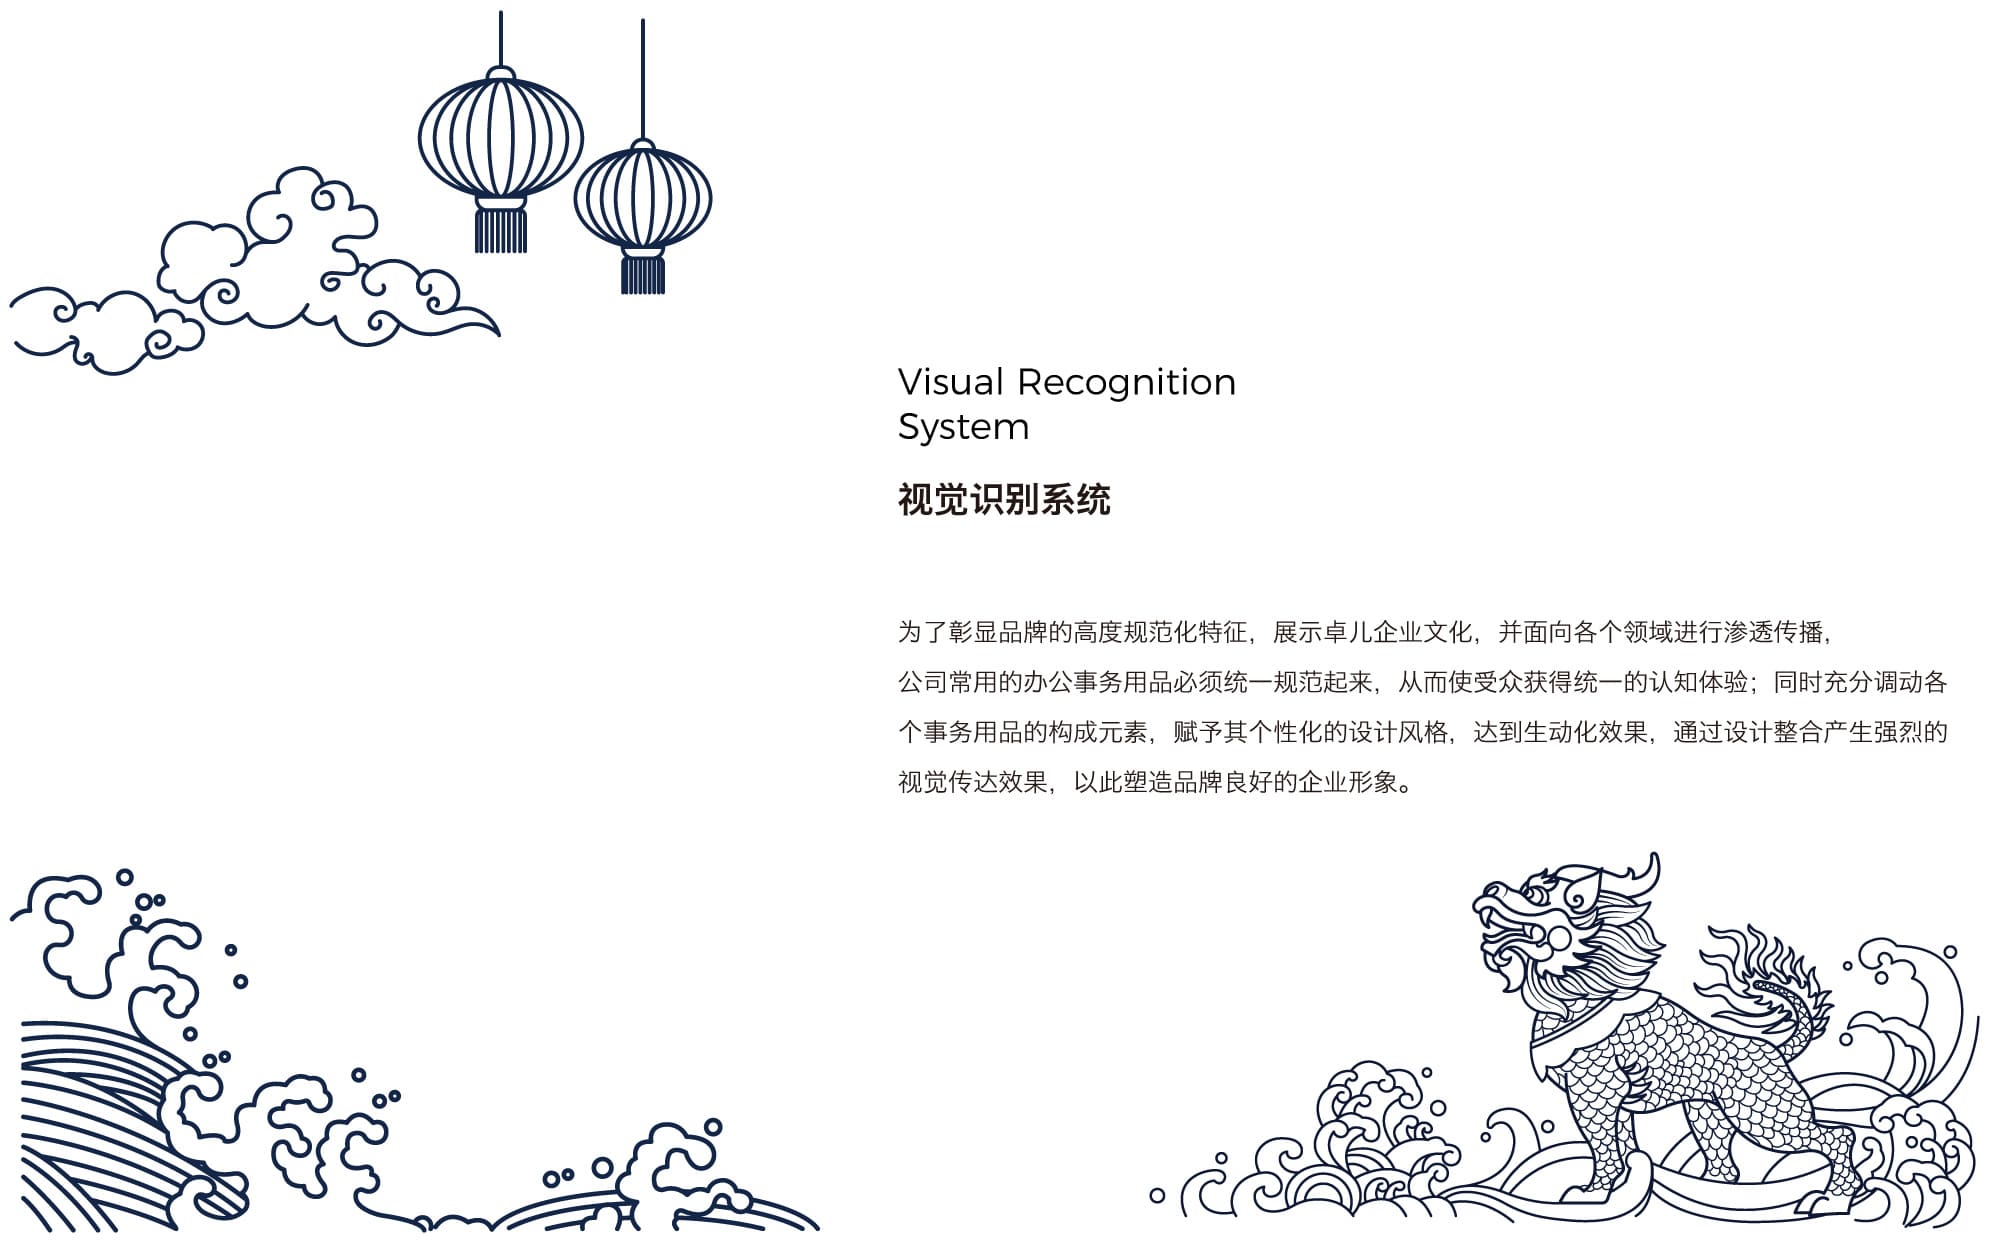 Visual Recognition
System
视觉识别系统
为了彰显品牌的高度规范化特征，展示卓儿企业文化，并面向各个领域进行渗透传播，
公司常用的办公事务用品必须统一规范起来，从而使受众获得统一的认知体验；同时充分调动各
个事务用品的构成元素，赋予其个性化的设计风格，达到生动化效果，通过设计整合产生强烈的
视觉传达效果，以此塑造品牌良好的企业形象。